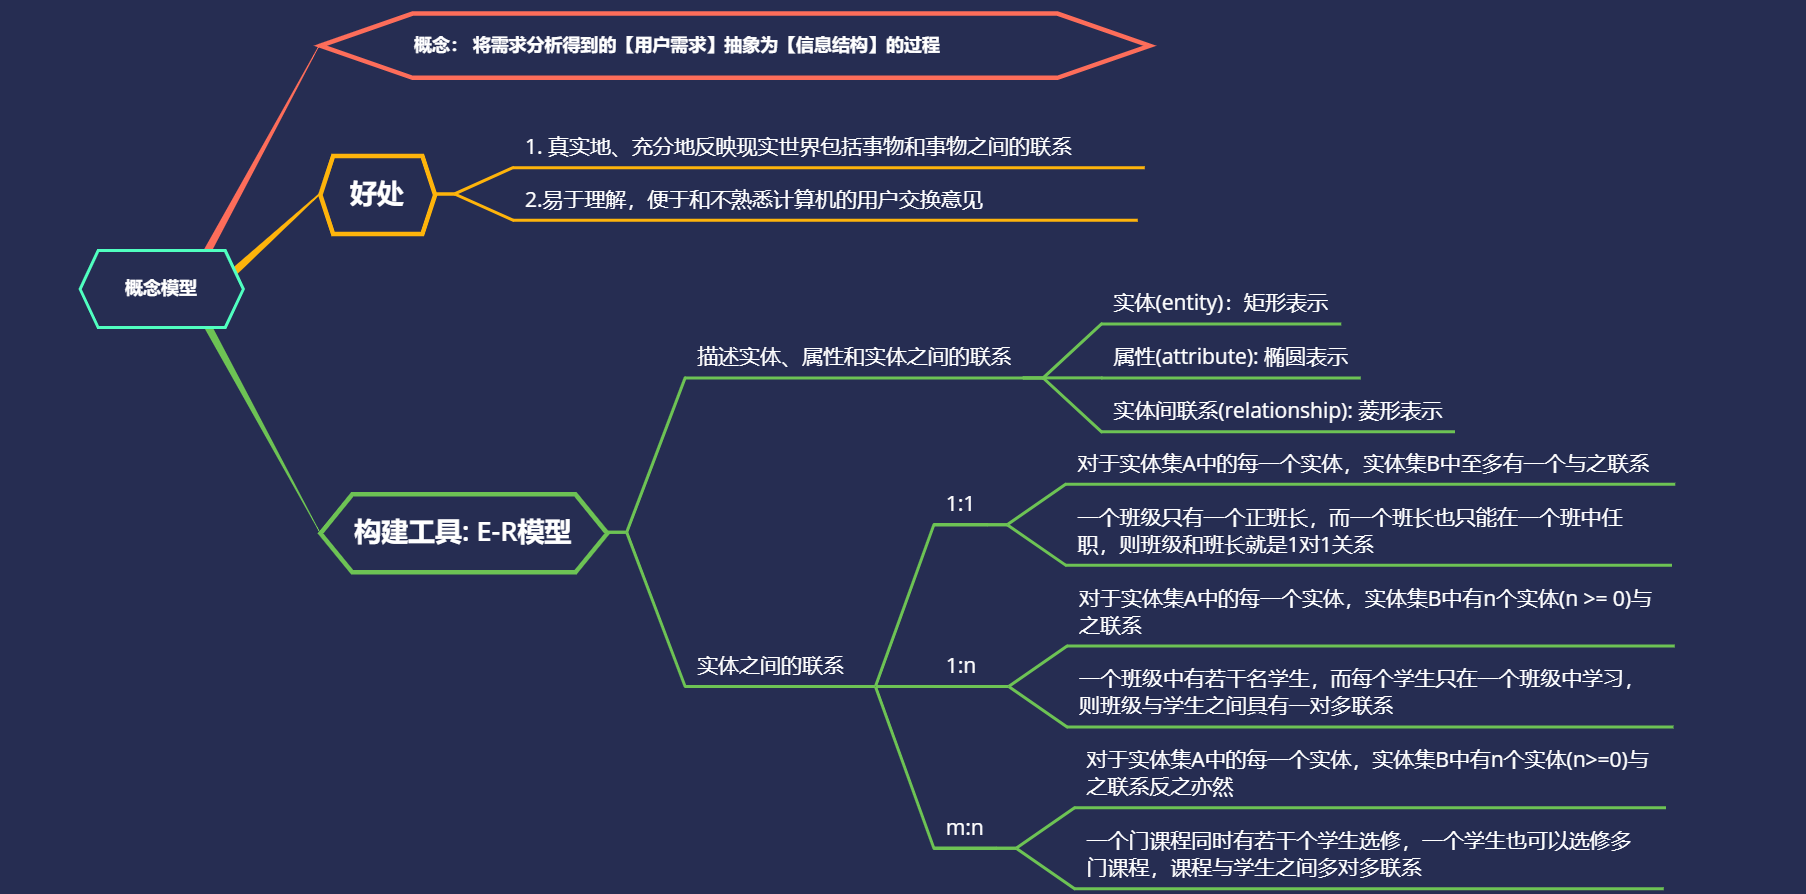 概念： 将需求分析得到的【用户需求】抽象为【信息结构】的过程
好处
1. 真实地、充分地反映现实世界包括事物和事物之间的联系
2.易于理解，便于和不熟悉计算机的用户交换意见
概念模型
构建工具: E-R模型
描述实体、属性和实体之间的联系
实体(entity)：矩形表示
属性(attribute): 椭圆表示
实体间联系(relationship): 菱形表示
实体之间的联系
1:1
对于实体集A中的每一个实体，实体集B中至多有一个与之联系
一个班级只有一个正班长，而一个班长也只能在一个班中任
职，则班级和班长就是1对1关系
1:n
对于实体集A中的每一个实体，实体集B中有n个实体(n >= 0)与
之联系
一个班级中有若干名学生，而每个学生只在一个班级中学习，
则班级与学生之间具有一对多联系
m:n
对于实体集A中的每一个实体，实体集B中有n个实体(n>=0)与
之联系反之亦然
一个门课程同时有若干个学生选修，一个学生也可以选修多
门课程，课程与学生之间多对多联系